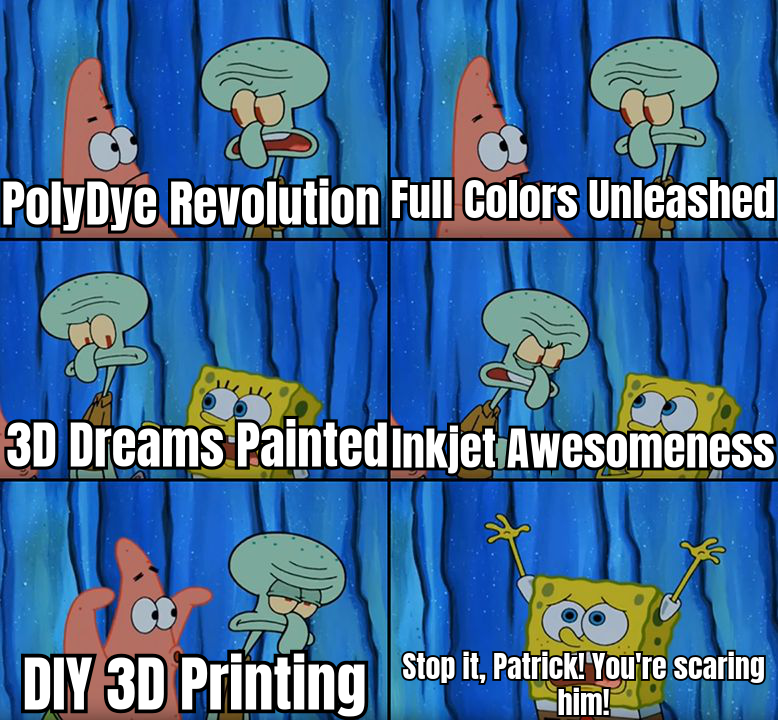 PolyDye Revolution
Full Colors Unleashed
3D Dreams Painted
Inkjet Awesomeness
DIY 3D Printing
Stop it, Patrick! You're scaring
him!